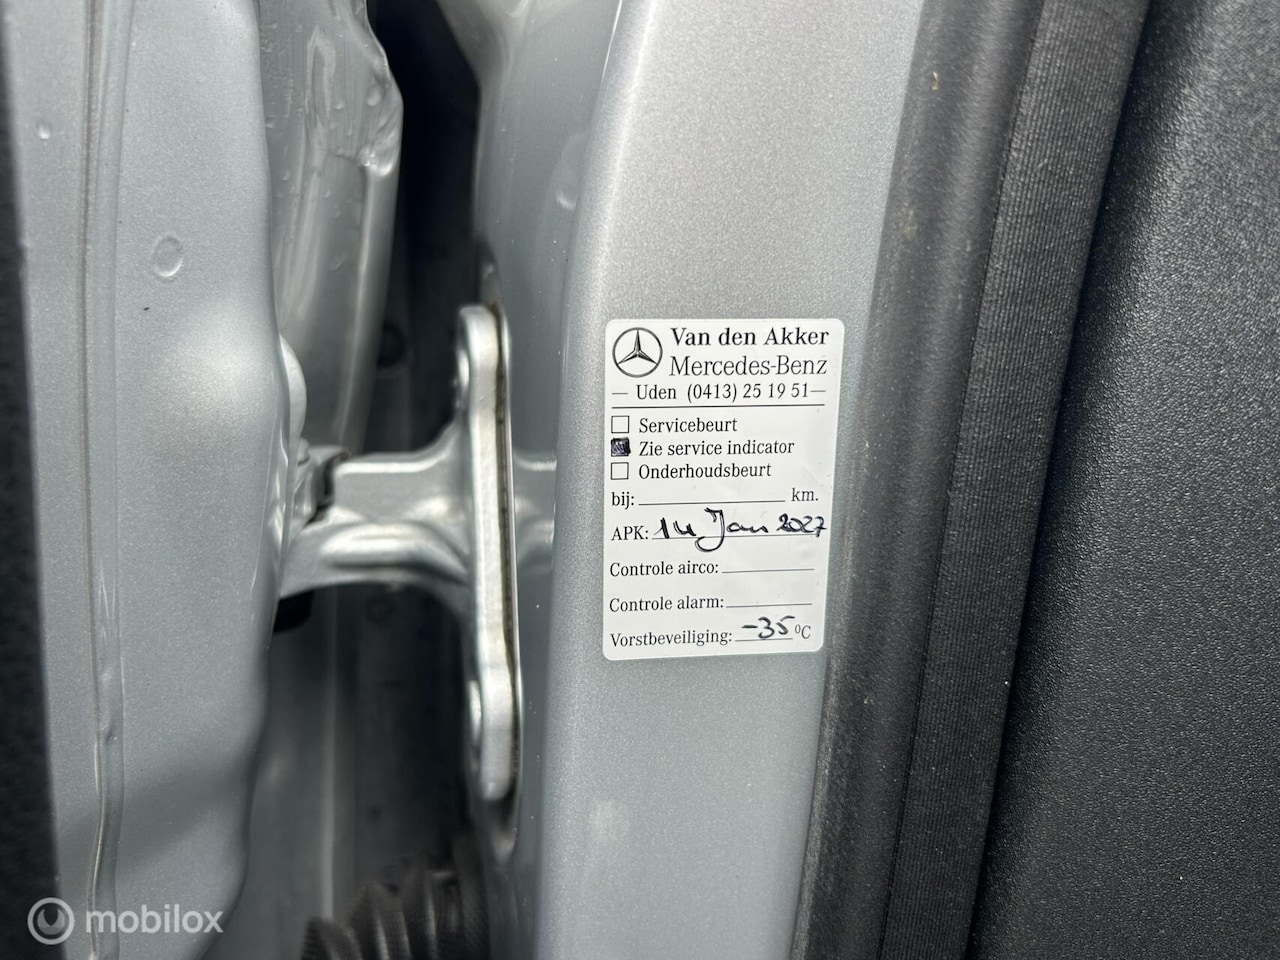 Van den Akker
Mercedes-Benz
— Uden (0413) 25 19 51—
Servicebeurt
Zie service indicator
Onderhoudsbeurt
bij: km.
APK: 14 Jan 2027
Controle airco:
Controle alarm:
Vorstbeveiliging: -35 °C
mobilox